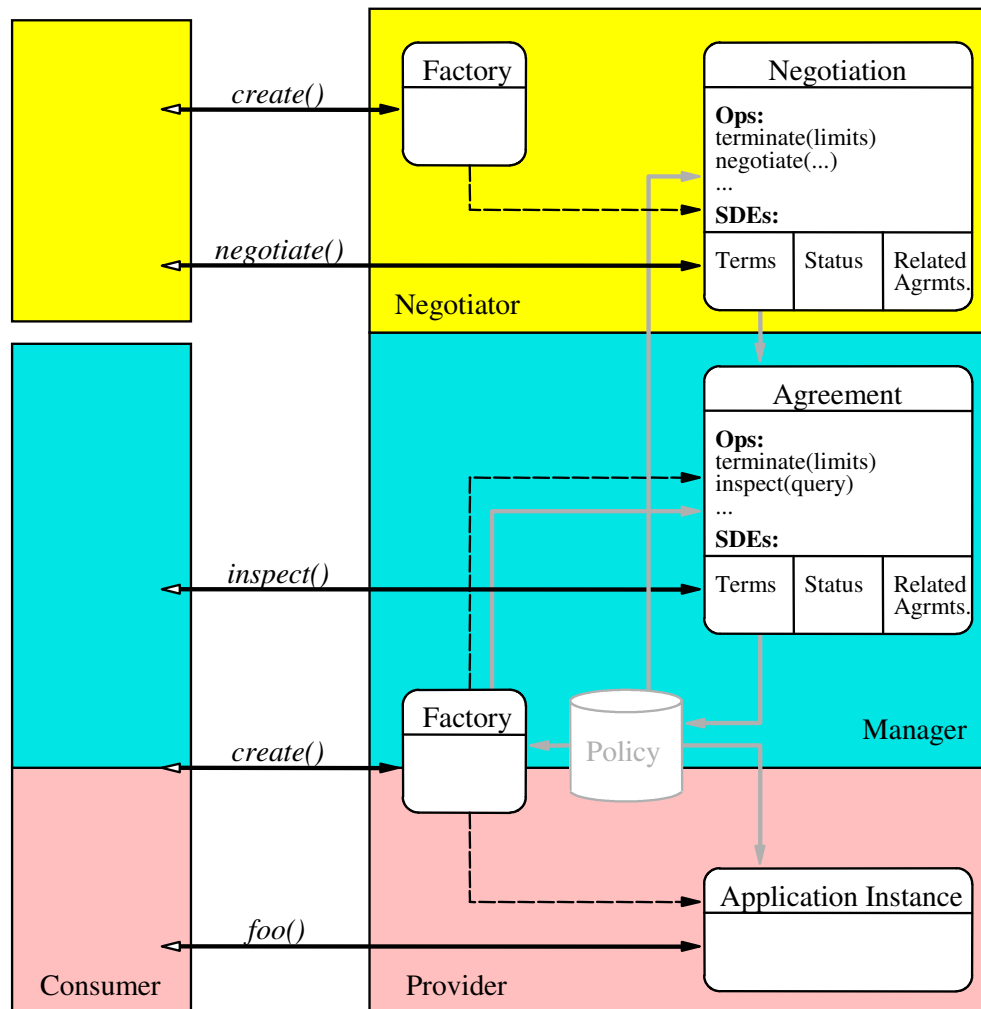 Factory
Negotiation
create()
Ops:
terminate(limits)
negotiate(...)
...
SDEs:
negotiate()
Terms
Status
Related
Agrmts.
Negotiator
Agreement
Ops:
terminate(limits)
inspect(query)
...
SDEs:
inspect()
Terms
Status
Related
Agrmts.
Factory
Policy
Manager
create()
Application Instance
foo()
Consumer
Provider